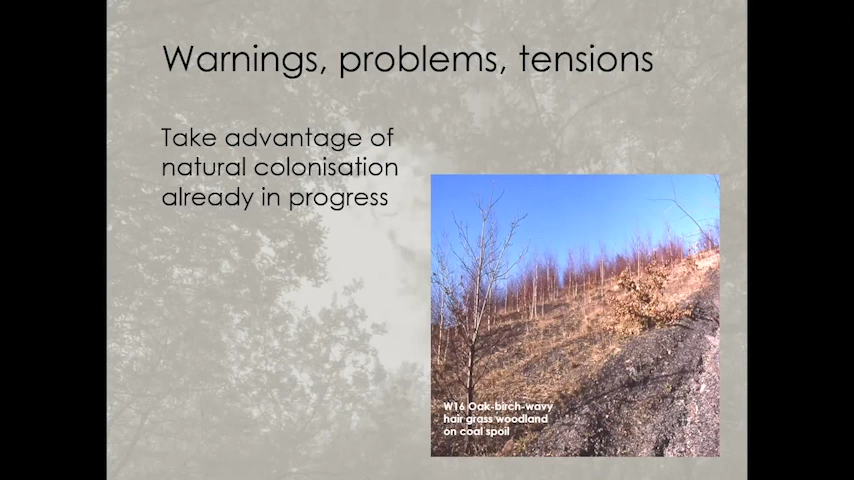 Warnings, problems, tensions
Take advantage of
natural colonisation
already in progress
W16 Oak-birch-wavy
hair grass woodland
on coal spoil